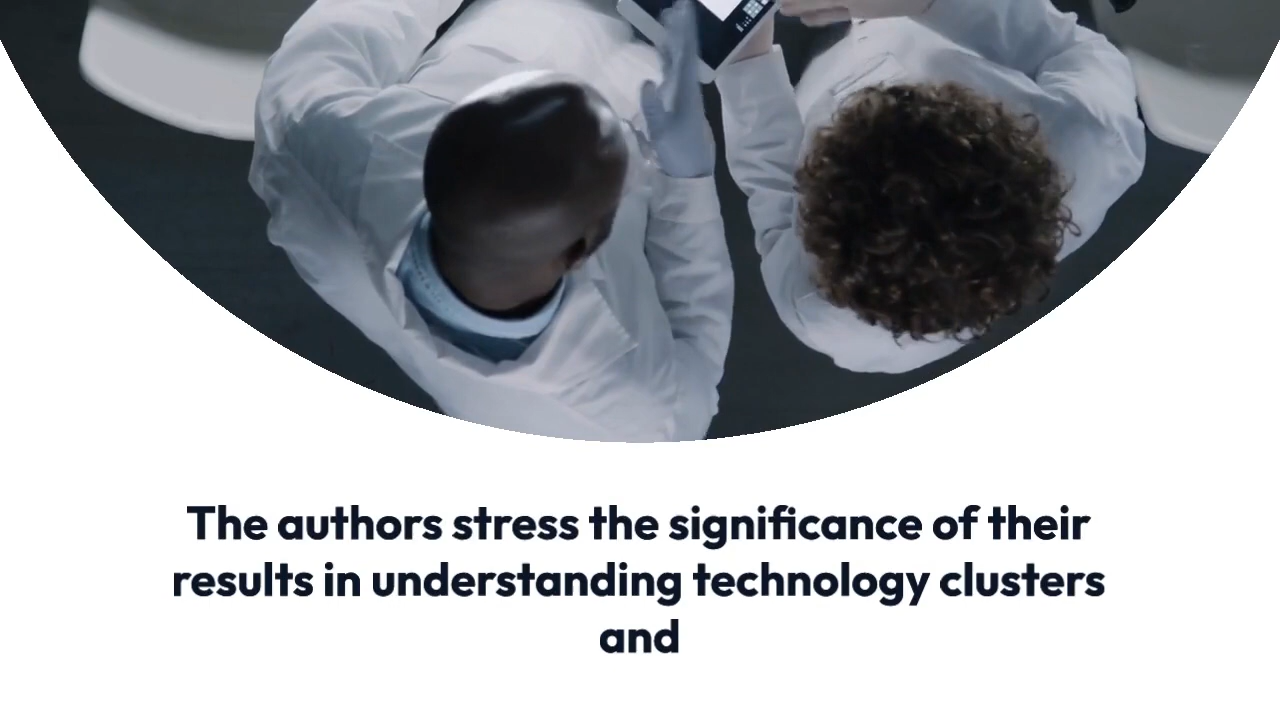 The authors stress the significance of their
results in understanding technology clusters
and